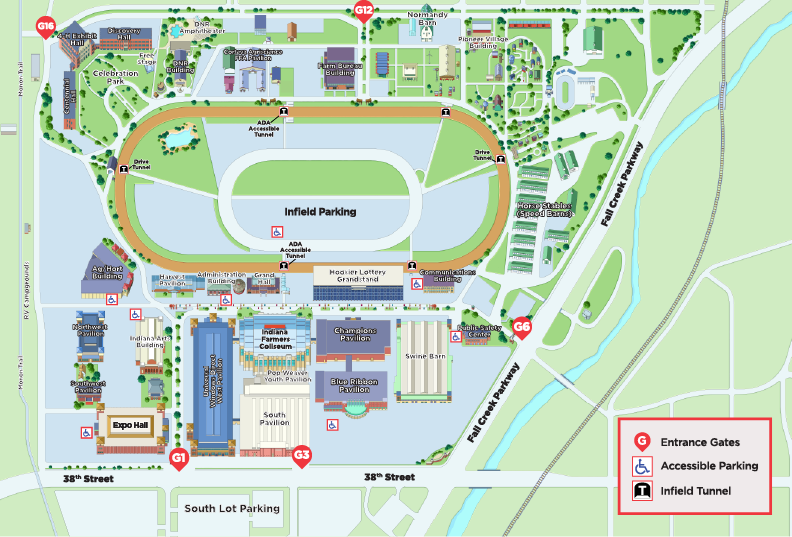 G16
G12
4-H Exhibit
Hall
Discovery
Hall
DNR
Amphitheater
Normandy
Barn
Pioneer Village
Building
Free
Stage
DNR
Building
FFA Pavilion
Farm Bureau
Building
Celebration
Park
Centennial
Hall
Monon Trail
ADA
Accessible
Tunnel
Drive
Tunnel
Drive
Tunnel
Fall Creek Parkway
Infield Parking
Horse Stables
(Speed Barns)
ADA
Accessible
Tunnel
Ag/Hort
Building
Harvest
Pavilion
Administration
Building
Grand
Hall
Hoosier Lottery
Grandstand
Communications
Building
RV Campground
Northwest
Pavilion
Indiana Arts
Building
Indiana
Farmers
Coliseum
Champions
Pavilion
Swine Barn
Public Safety
Center
G6
Southwest
Pavilion
Pop Weaver
Youth Pavilion
Blue Ribbon
Pavilion
Monon Trail
Expo Hall
South
Pavilion
Fall Creek Parkway
G1
G3
38th Street
38th Street
South Lot Parking
G Entrance Gates
Accessible Parking
T Infield Tunnel